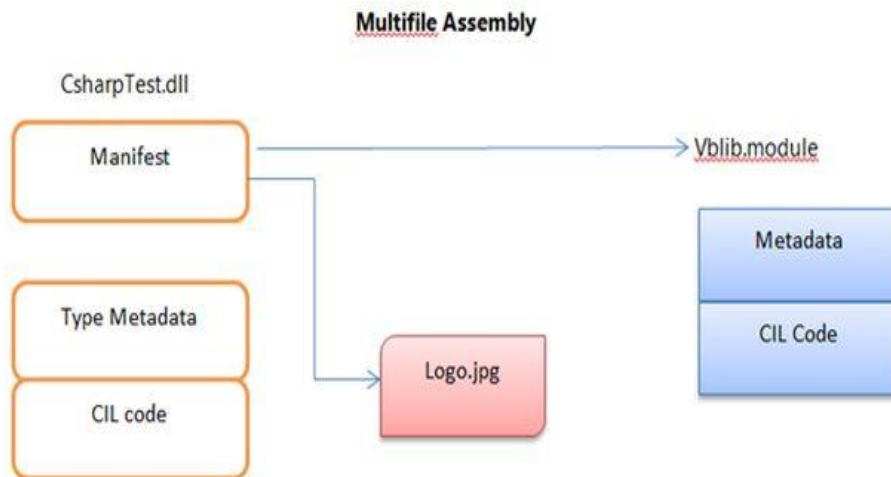 Multifile Assembly
CsharpTest.dll
Manifest
Vblib.module
Metadata
Type Metadata
CIL Code
Logo.jpg
CIL code